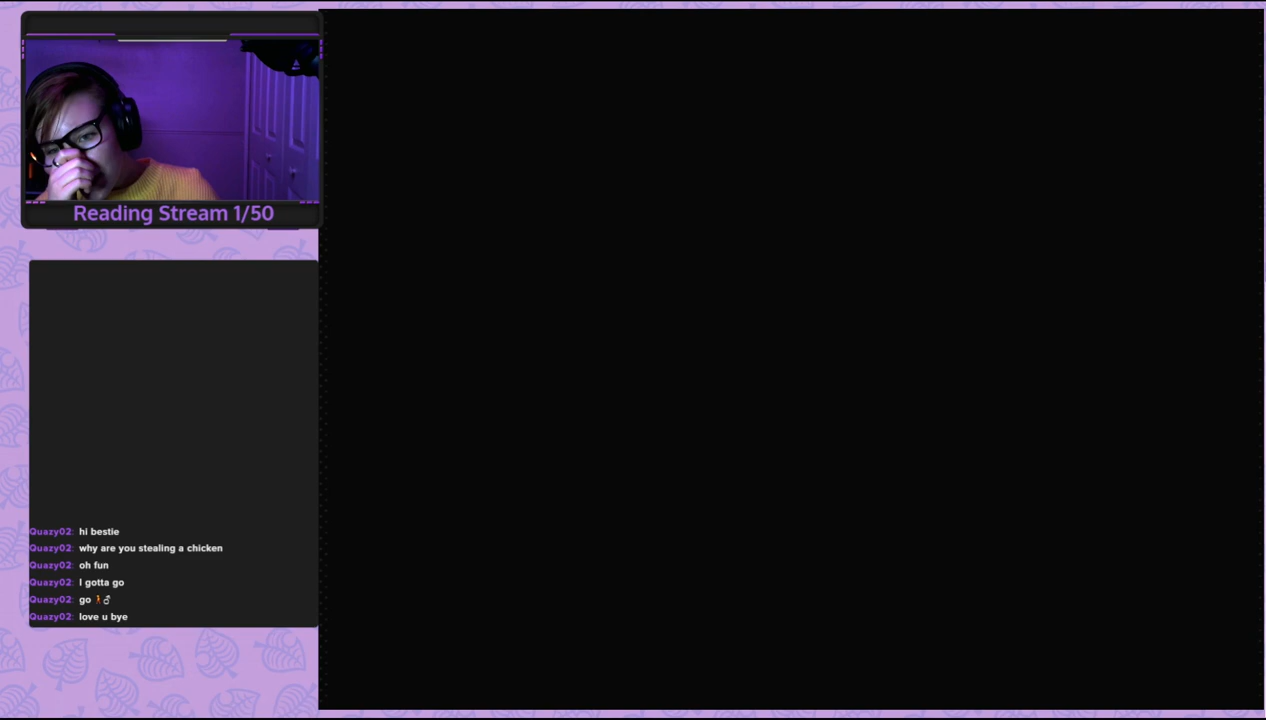 Reading Stream 1/50
Quazy02: hi bestie
Quazy02: why are you stealing a chicken
Quazy02: oh fun
Quazy02: I gotta go
Quazy02: go 🚶♂
Quazy02: love u bye